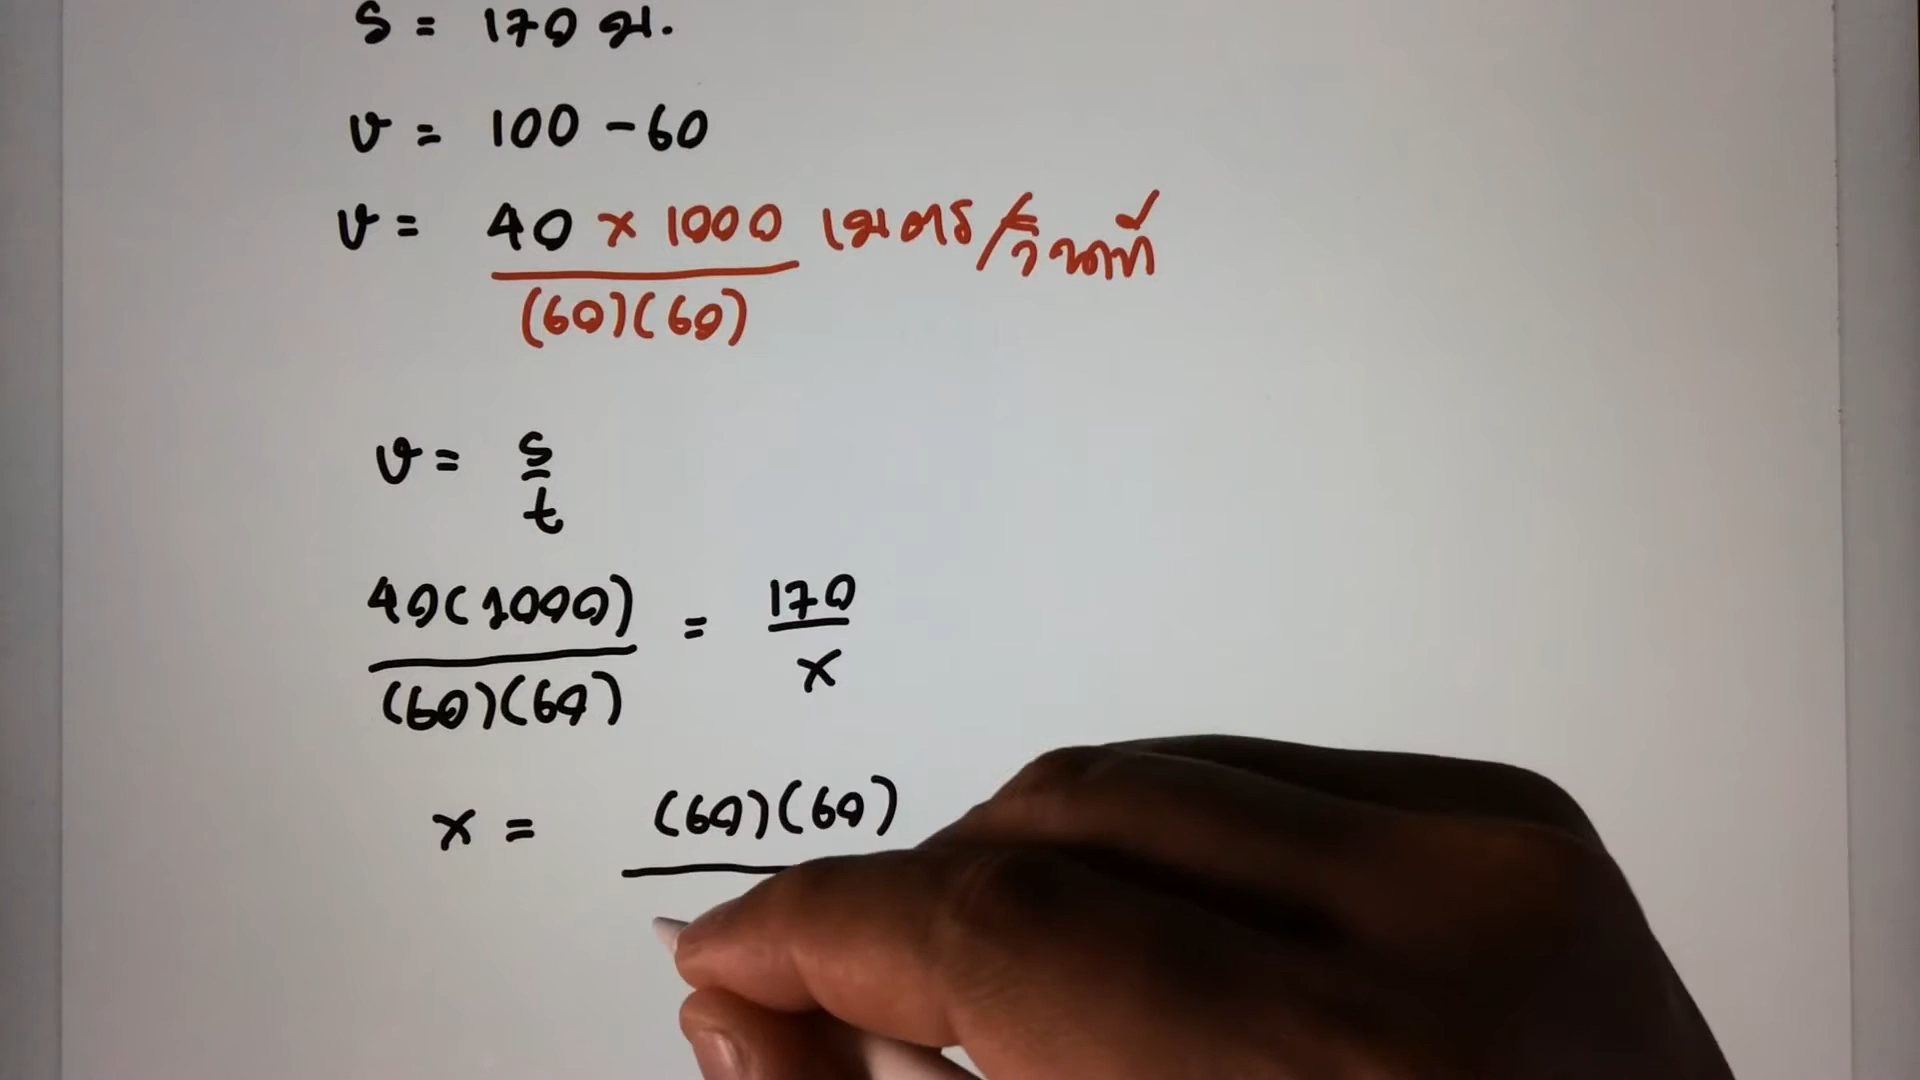 s = 170 ม.
v = 100 - 60
v = 40 × 1000 เมตร/วินาที
(60)(60)
v = s
t
40(1000) = 170
(60)(60) x
x = (60)(60)